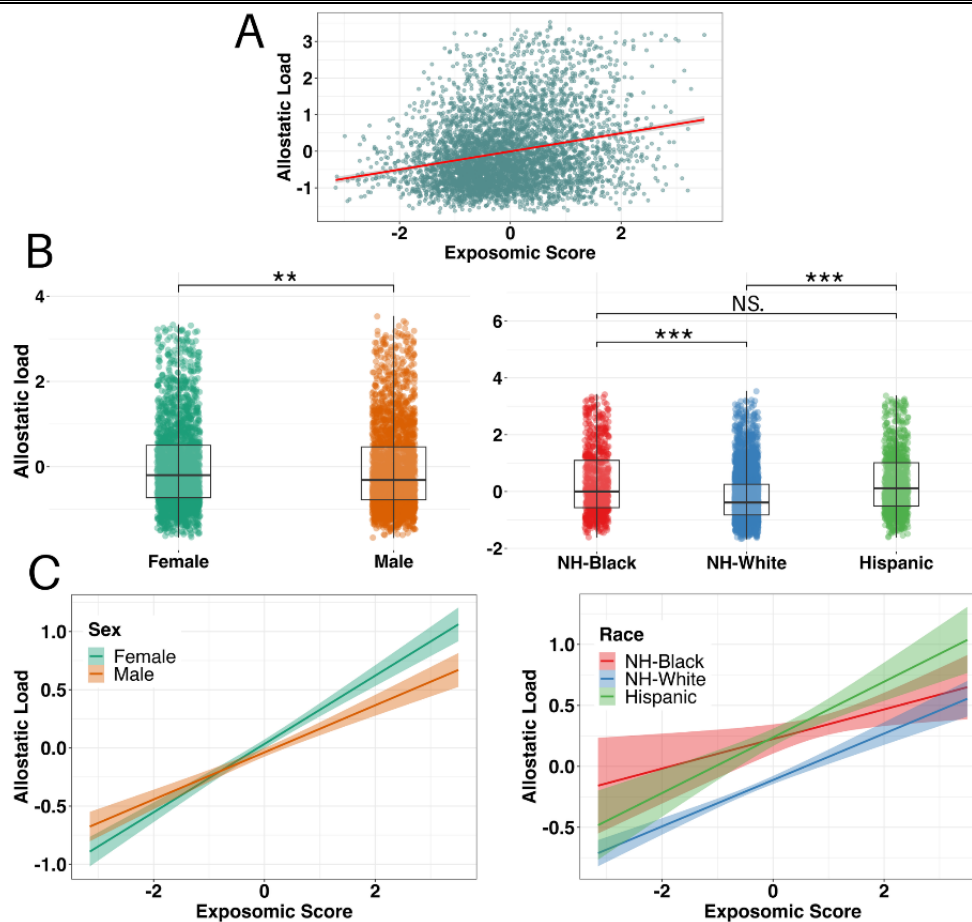 A
Allostatic Load
3
2
1
0
-1
-2 0 2
Exposomic Score
B
Allostatic load
4
2
0
**
Female Male
6
4
2
0
-2
***
NS.
***
NH-Black NH-White Hispanic
C
Allostatic Load
1.0
0.5
0.0
-0.5
-1.0
Sex
Female
Male
-2 0 2
Exposomic Score
Allostatic Load
1.0
0.5
0.0
-0.5
Race
NH-Black
NH-White
Hispanic
-2 0 2
Exposomic Score